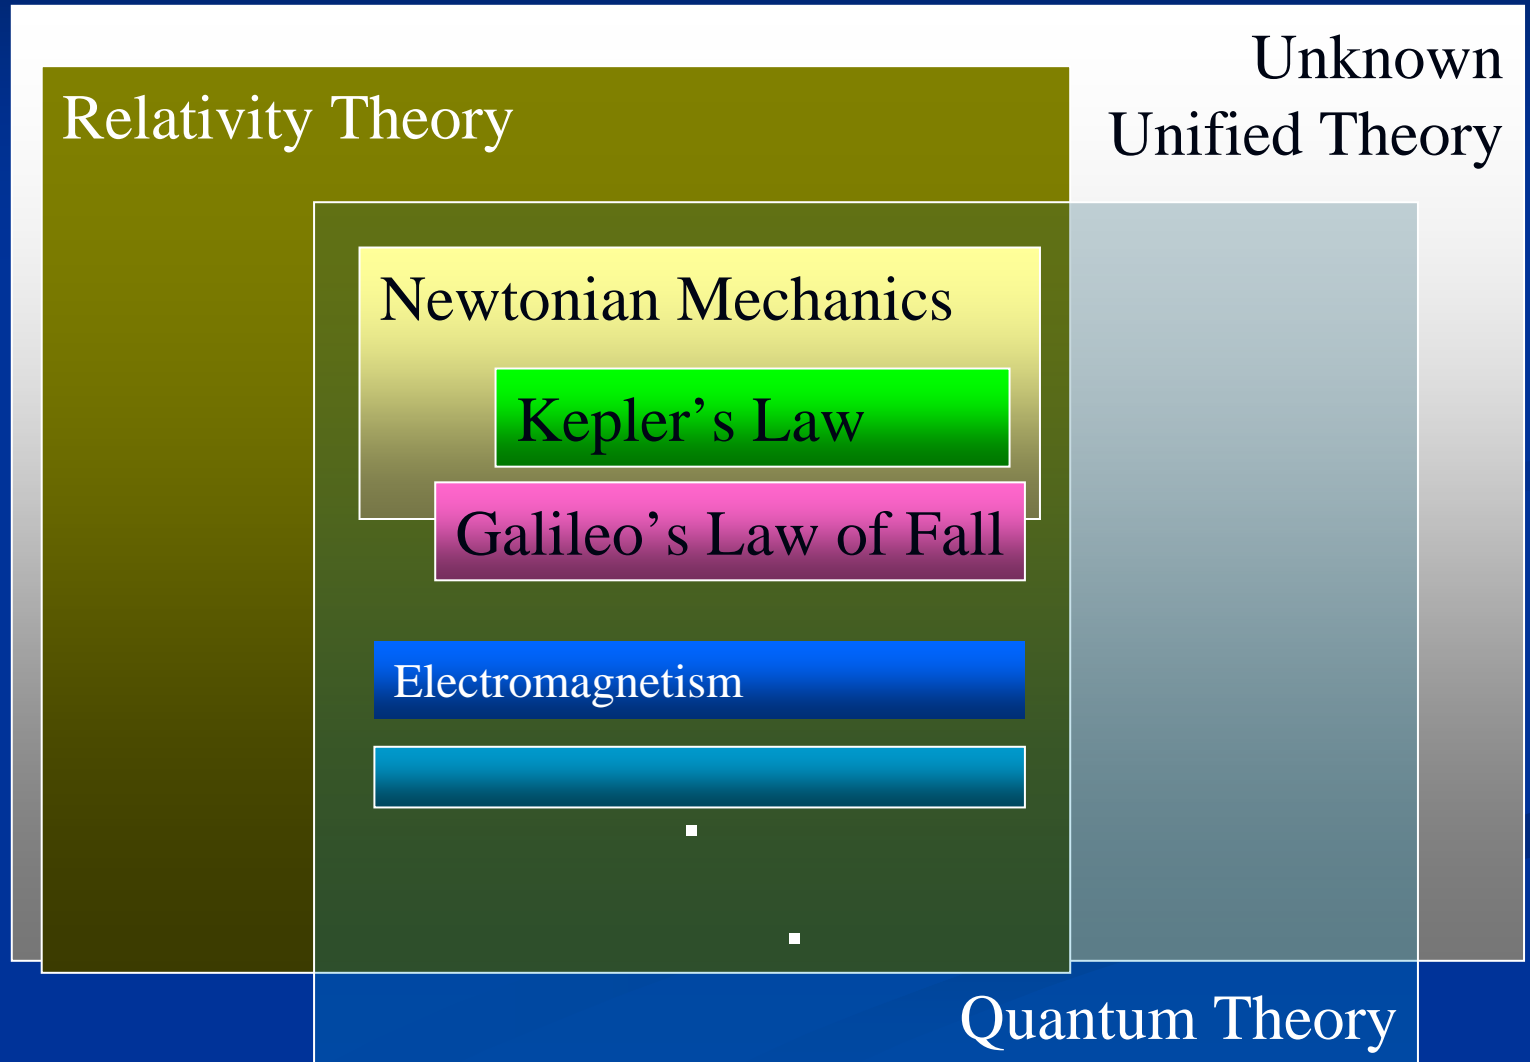 Unknown
Unified Theory
Relativity Theory
Newtonian Mechanics
Kepler’s Law
Galileo’s Law of Fall
Electromagnetism
Quantum Theory